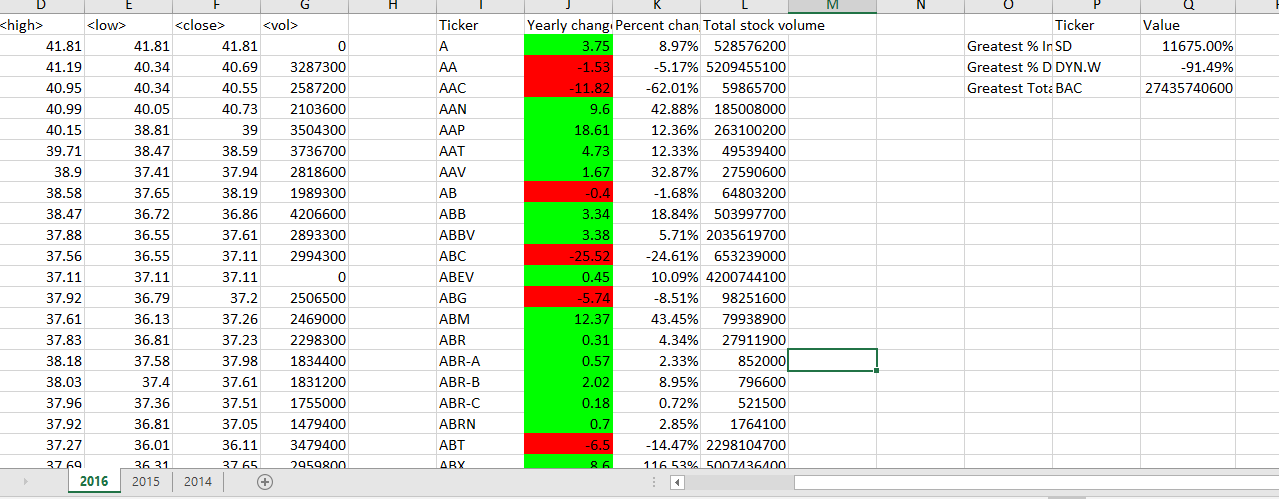 D E F G H I J K L M N O P Q
<high> <low> <close> <vol> Ticker Yearly chang Percent chan Total stock volume Ticker Value
41.81 41.81 41.81 0 A 3.75 8.97% 528576200 Greatest % In SD 11675.00%
41.19 40.34 40.69 3287300 AA -1.53 -5.17% 5209455100 Greatest % D DYN.W -91.49%
40.95 40.34 40.55 2587200 AAC -11.82 -62.01% 59865700 Greatest Tota BAC 27435740600
40.99 40.05 40.73 2103600 AAN 9.6 42.88% 185008000
40.15 38.81 39 3504300 AAP 18.61 12.36% 263100200
39.71 38.47 38.59 3736700 AAT 4.73 12.33% 49539400
38.9 37.41 37.94 2818600 AAV 1.67 32.87% 27590600
38.58 37.65 38.19 1989300 AB -0.4 -1.68% 64803200
38.47 36.72 36.86 4206600 ABB 3.34 18.84% 503997700
37.88 36.55 37.61 2893300 ABBV 3.38 5.71% 2035619700
37.56 36.55 37.11 2994300 ABC -25.52 -24.61% 653239000
37.11 37.11 37.11 0 ABEV 0.45 10.09% 4200744100
37.92 36.79 37.2 2506500 ABG -5.74 -8.51% 98251600
37.61 36.13 37.26 2469000 ABM 12.37 43.45% 79938900
37.83 36.81 37.23 2298300 ABR 0.31 4.34% 27911900
38.18 37.58 37.98 1834400 ABR-A 0.57 2.33% 852000
38.03 37.4 37.61 1831200 ABR-B 2.02 8.95% 796600
37.96 37.36 37.51 1755000 ABR-C 0.18 0.72% 521500
37.92 36.81 37.05 1479400 ABRN 0.7 2.85% 1764100
37.27 36.01 36.11 3479400 ABT -6.5 -14.47% 2298104700
37.69 36.31 37.65 2959800 ABX 8.6 116.53% 5007436400
2016 2015 2014